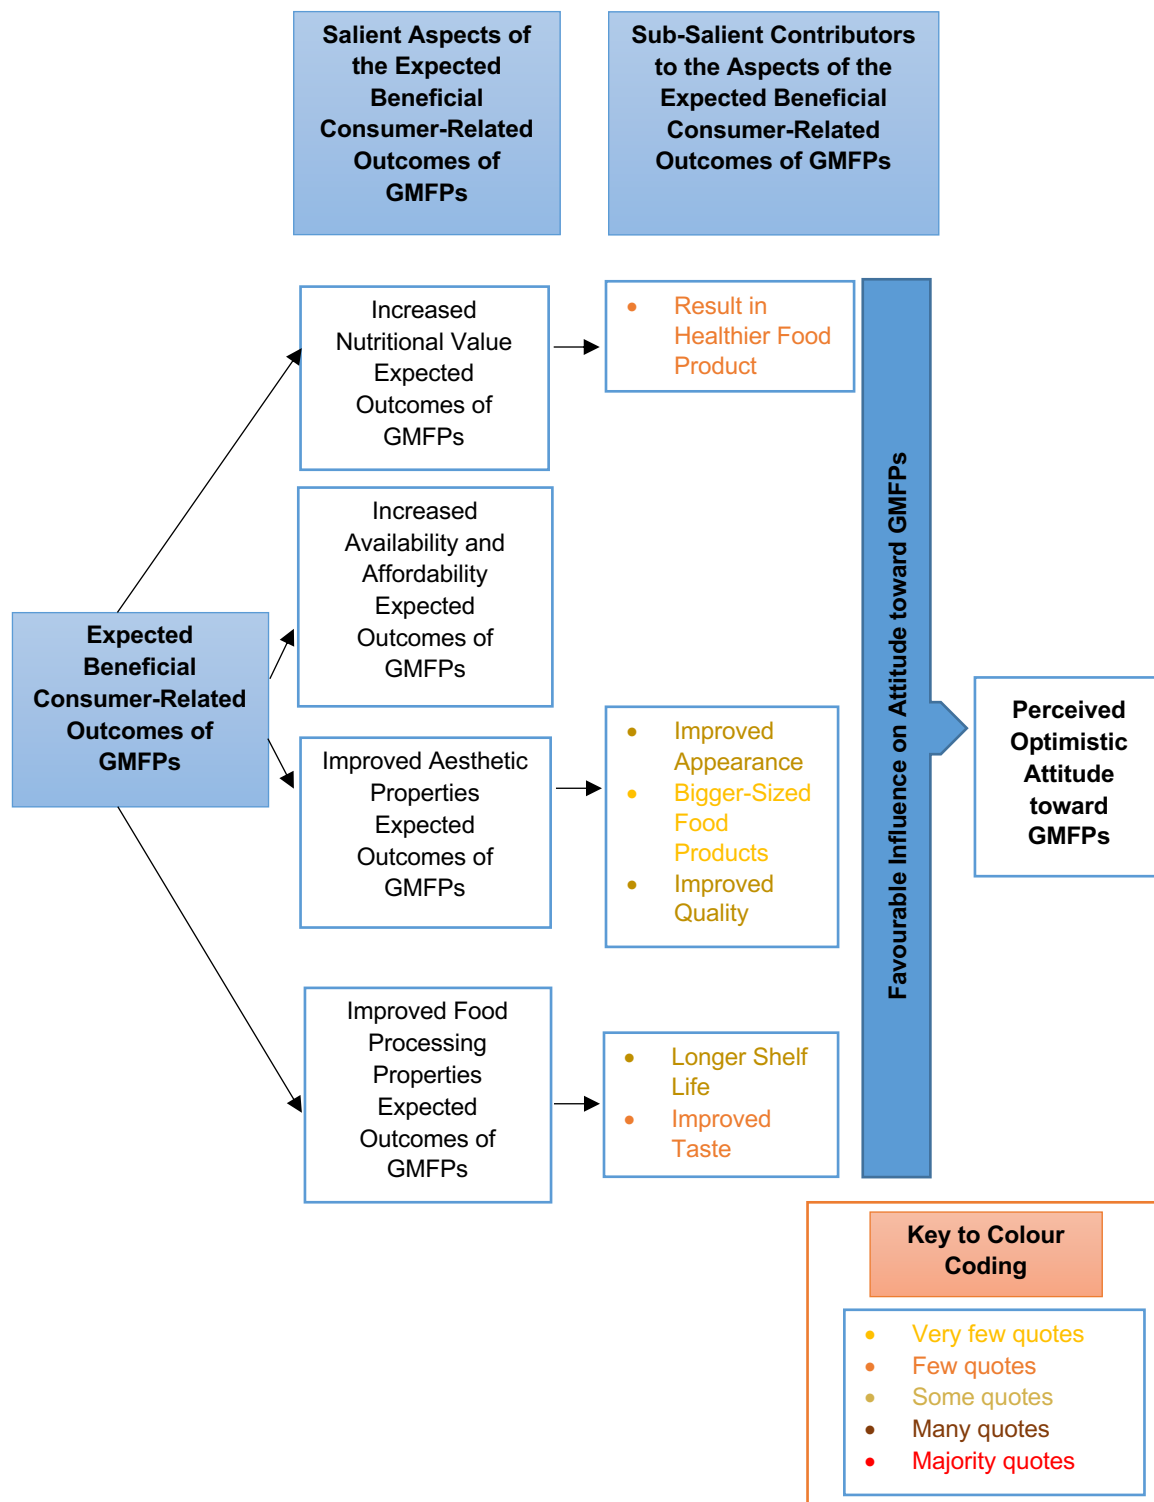 Salient Aspects of
the Expected
Beneficial
Consumer-Related
Outcomes of
GMFPs
Sub-Salient Contributors
to the Aspects of the
Expected Beneficial
Consumer-Related
Outcomes of GMFPs
Increased
Nutritional Value
Expected
Outcomes of
GMFPs
• Result in
Healthier Food
Product
Increased
Availability and
Affordability
Expected
Outcomes of
GMFPs
Expected
Beneficial
Consumer-Related
Outcomes of
GMFPs
Improved Aesthetic
Properties
Expected
Outcomes of
GMFPs
• Improved
Appearance
• Bigger-Sized
Food
Products
• Improved
Quality
Improved Food
Processing
Properties
Expected
Outcomes of
GMFPs
• Longer Shelf
Life
• Improved
Taste
Favourable Influence on Attitude toward GMFPs
Perceived
Optimistic
Attitude
toward
GMFPs
Key to Colour
Coding
• Very few quotes
• Few quotes
• Some quotes
• Many quotes
• Majority quotes